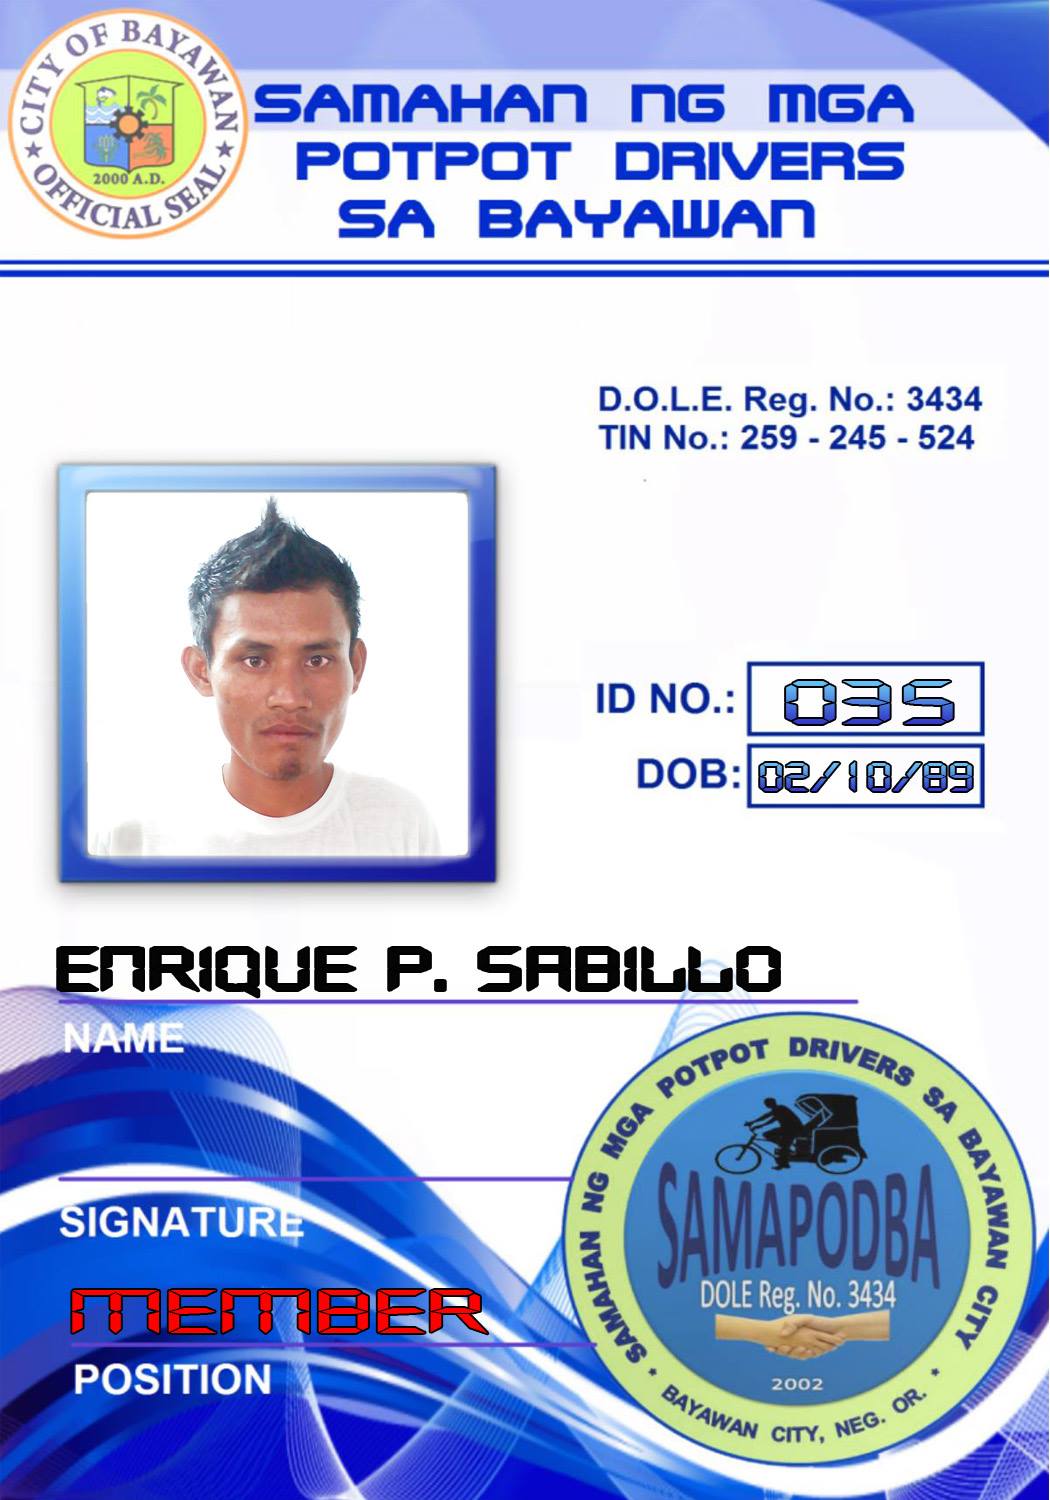 CITY OF BAYAWAN
2000 A.D.
★ OFFICIAL SEAL ★
SAMAHAN NG MGA
POTPOT DRIVERS
SA BAYAWAN
D.O.L.E. Reg. No.: 3434
TIN No.: 259 - 245 - 524
ID NO.: 035
DOB: 02/10/89
ENRIQUE P. SABILLO
NAME
SIGNATURE
MEMBER
POSITION
SAMAHAN NG MGA POTPOT DRIVERS SA BAYAWAN CITY
SAMAPODBA
DOLE Reg. No. 3434
2002
• BAYAWAN CITY, NEG. OR. •